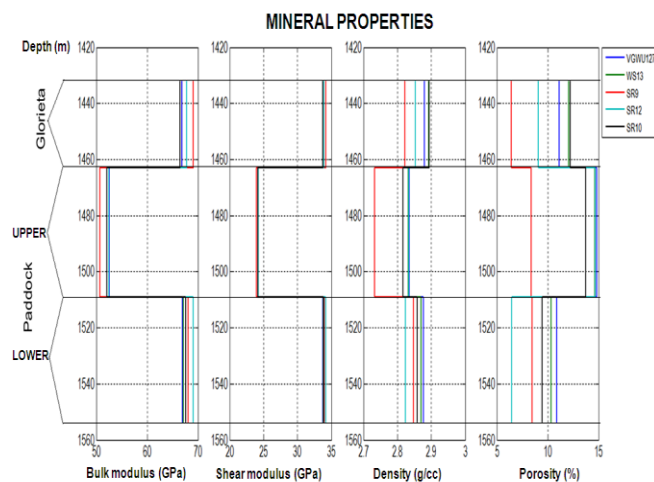 MINERAL PROPERTIES
Depth (m)
1420 1420 1420 1420
1440 1440 1440 1440
1460 1460 1460 1460
1480 1480 1480 1480
1500 1500 1500 1500
1520 1520 1520 1520
1540 1540 1540 1540
1560 1560 1560 1560
Glorieta
UPPER
Paddock
LOWER
50 60 70
20 25 30 35
2.7 2.8 2.9 3
5 10 15
Bulk modulus (GPa)
Shear modulus (GPa)
Density (g/cc)
Porosity (%)
VGWU127
WS13
SR9
SR12
SR10